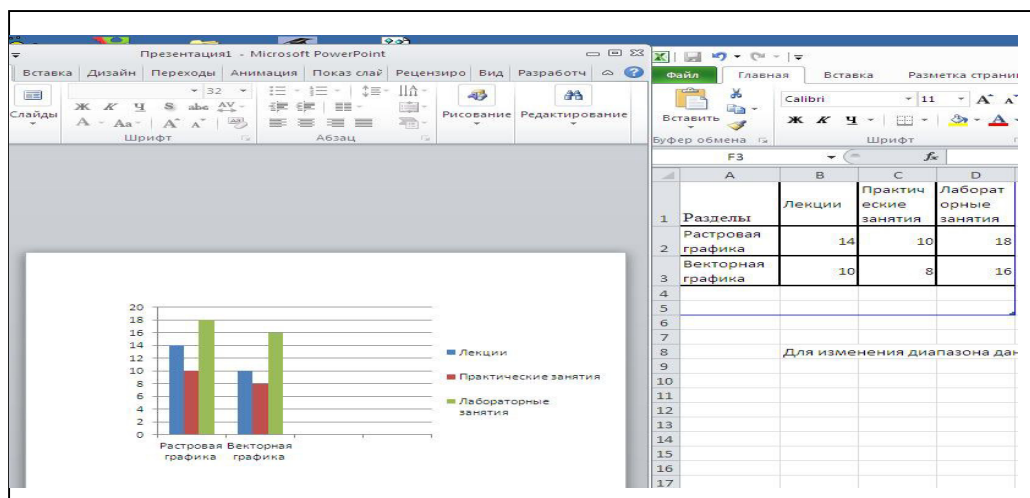 Презентация1 - Microsoft PowerPoint
Вставка Дизайн Переходы Анимация Показ слай Рецензиро Вид Разработч
32
Слайды
Ж К Ч S abc AV
A Aa A A
Шрифт
Абзац
Рисование Редактирование
20
18
16
14
12
10
8
6
4
2
0
Растровая графика
Векторная графика
Лекции
Практические занятия
Лабораторные
занятия
Файл Главная Вставка Разметка страни
Вставить
Calibri 11 A A
Ж К Ч A
Буфер обмена
Шрифт
F3 fx
A B C D
1 Разделы Лекции Практические занятия Лабораторные занятия
2 Растровая графика 14 10 18
3 Векторная графика 10 8 16
4
5
6
7
8 Для изменения диапазона дан
9
10
11
12
13
14
15
16
17